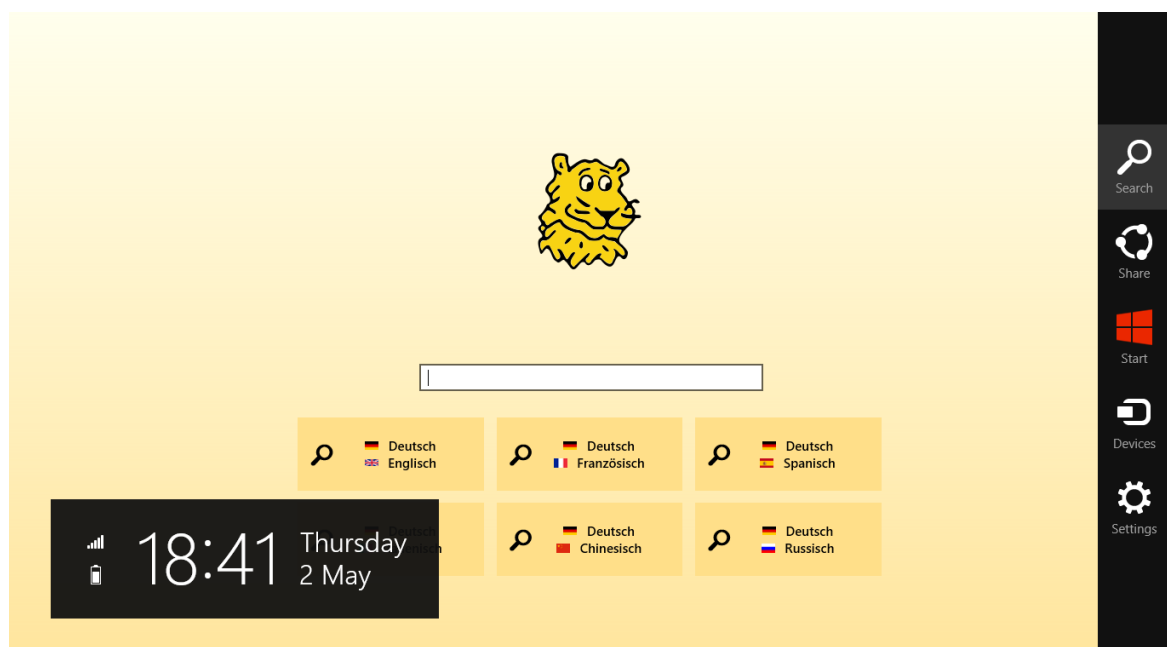 Search
Share
Start
Deutsch
Englisch
Deutsch
Französisch
Deutsch
Spanisch
Devices
Deutsch
Deutsch
Chinesisch
Deutsch
Russisch
Settings
18:41
Thursday
2 May